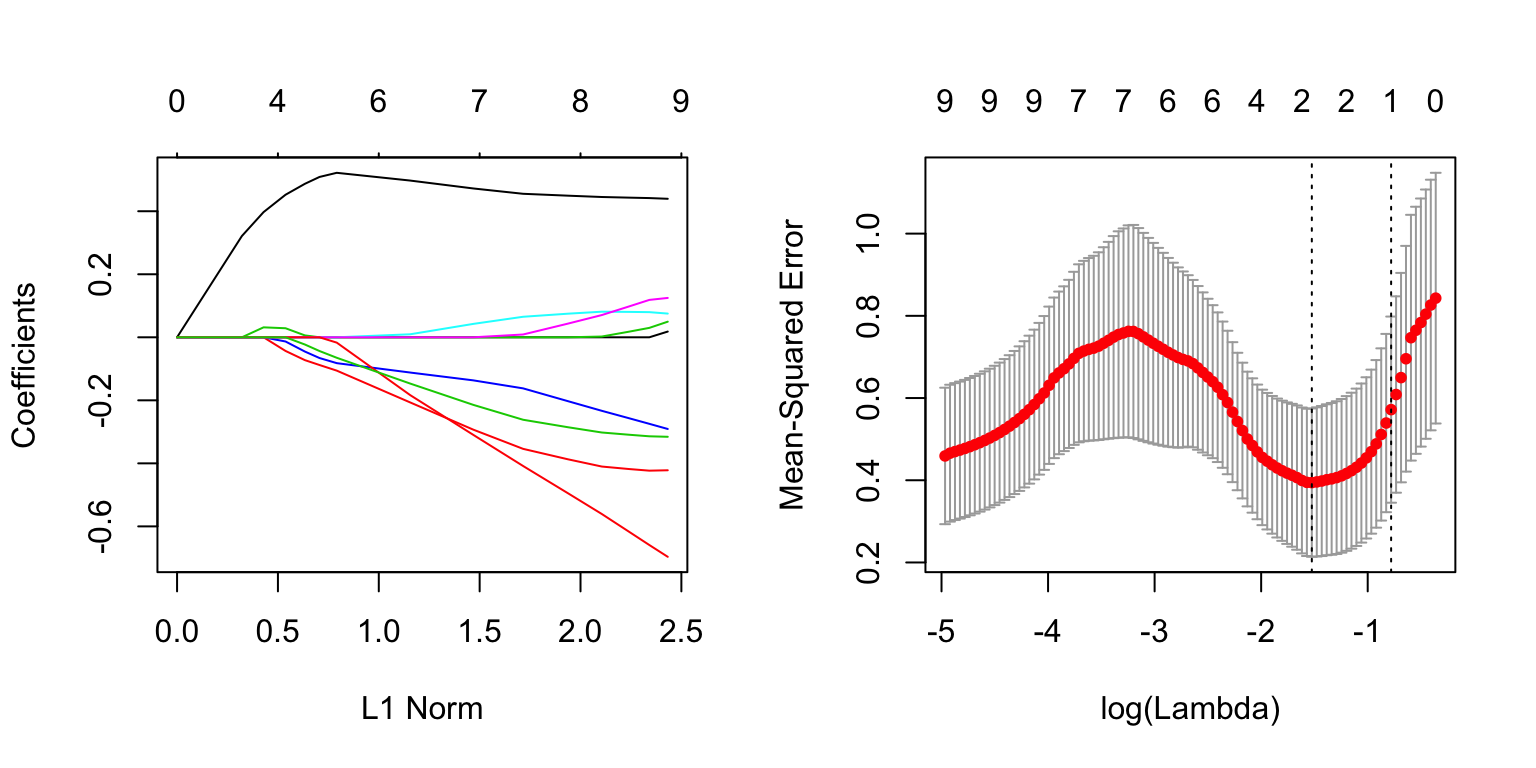 0 4 6 7 8 9
Coefficients
0.2
-0.2
-0.6
0.0 0.5 1.0 1.5 2.0 2.5
L1 Norm
9 9 9 7 7 6 6 4 2 2 1 0
Mean-Squared Error
1.0
0.8
0.6
0.4
0.2
-5 -4 -3 -2 -1
log(Lambda)